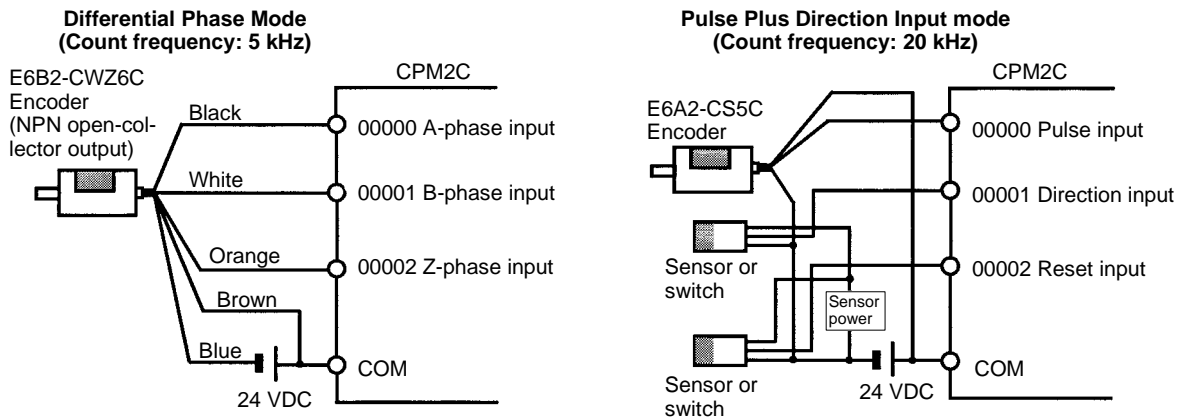 Differential Phase Mode
(Count frequency: 5 kHz)
E6B2-CWZ6C
Encoder
(NPN open-col-
lector output)
CPM2C
Black
00000 A-phase input
White
00001 B-phase input
Orange
00002 Z-phase input
Brown
Blue
COM
24 VDC
Pulse Plus Direction Input mode
(Count frequency: 20 kHz)
CPM2C
E6A2-CS5C
Encoder
00000 Pulse input
00001 Direction input
Sensor or
switch
00002 Reset input
Sensor
power
COM
Sensor or
switch
24 VDC